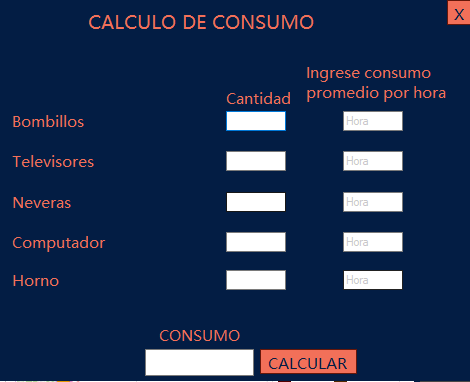 CALCULO DE CONSUMO
X
Ingrese consumo
promedio por hora
Cantidad
Bombillos
Hora
Televisores
Hora
Neveras
Hora
Computador
Hora
Horno
Hora
CONSUMO
CALCULAR